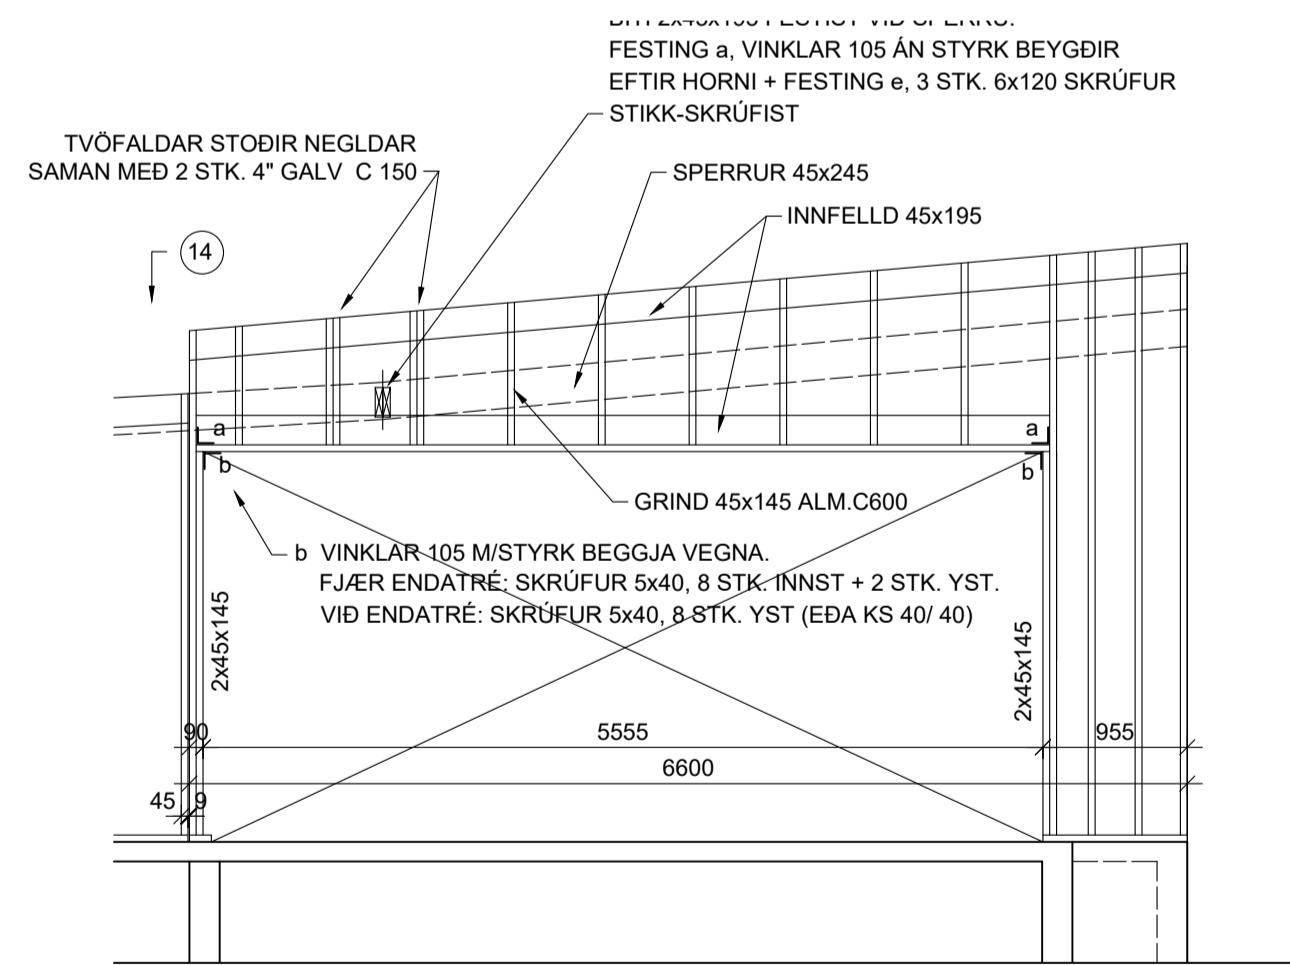 FESTING a, VINKLAR 105 ÁN STYRK BEYGÐIR
EFTIR HORNI + FESTING e, 3 STK. 6x120 SKRÚFUR
STIKK-SKRÚFIST
TVÖFALDAR STOÐIR NEGLDAR
SAMAN MEÐ 2 STK. 4" GALV C 150
SPERRUR 45x245
INNFELLD 45x195
14
a
a
b
b
GRIND 45x145 ALM.C600
b VINKLAR 105 M/STYRK BEGGJA VEGNA.
FJÆR ENDATRÉ: SKRÚFUR 5x40, 8 STK. INNST + 2 STK. YST.
VIÐ ENDATRÉ: SKRÚFUR 5x40, 8 STK. YST (EÐA KS 40/ 40)
2x45x145
2x45x145
90
5555
955
6600
45
9